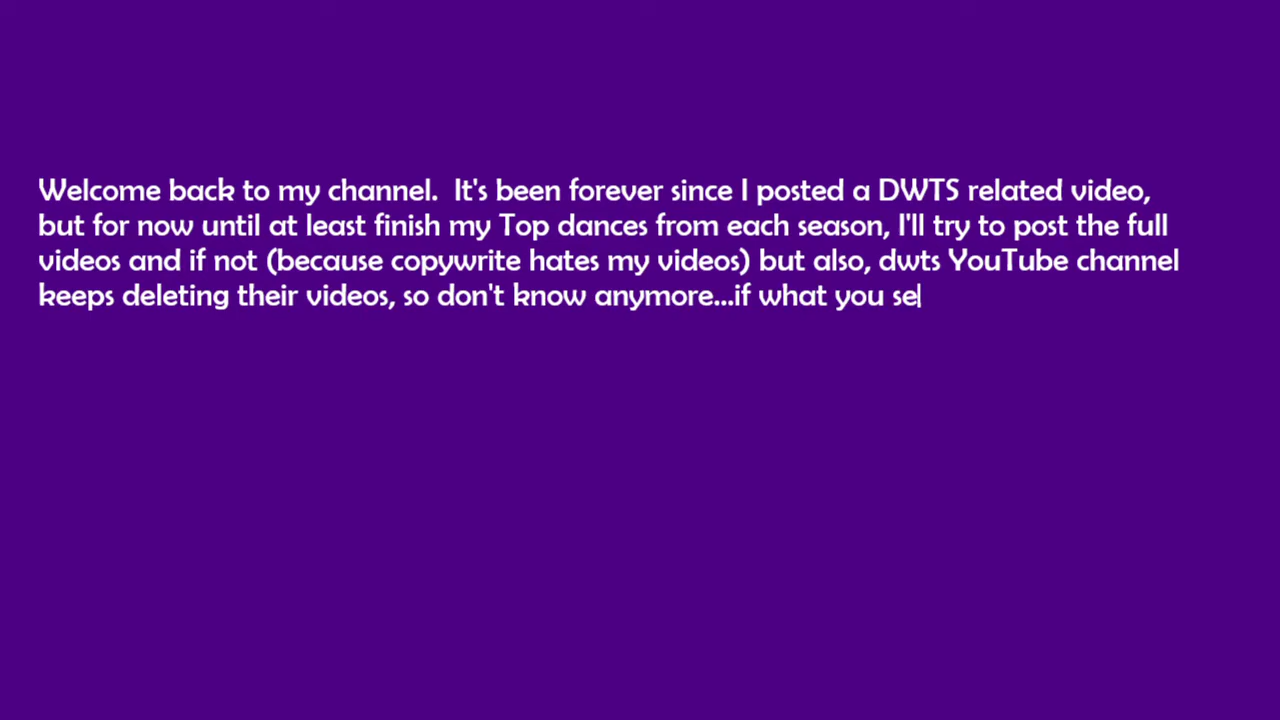 Welcome back to my channel.  It's been forever since I posted a DWTS related video,
but for now until at least finish my Top dances from each season, I'll try to post the full
videos and if not (because copywrite hates my videos) but also, dwts YouTube channel
keeps deleting their videos, so don't know anymore...if what you se